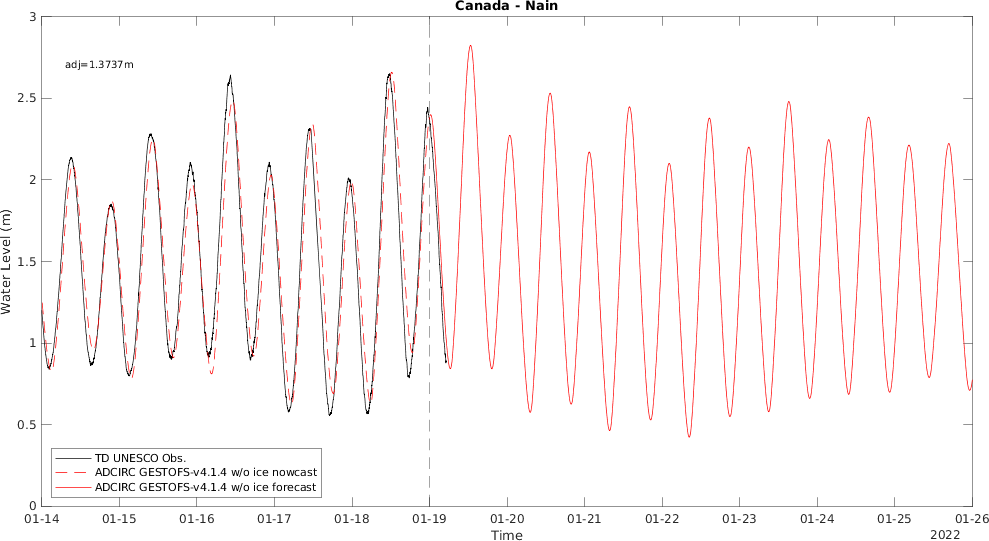 Canada - Nain
3
adj=1.3737m
2.5
2
1.5
1
0.5
0
Water Level (m)
TD UNESCO Obs.
ADCIRC GESTOFS-v4.1.4 w/o ice nowcast
ADCIRC GESTOFS-v4.1.4 w/o ice forecast
01-14 01-15 01-16 01-17 01-18 01-19 01-20 01-21 01-22 01-23 01-24 01-25 01-26
Time
2022